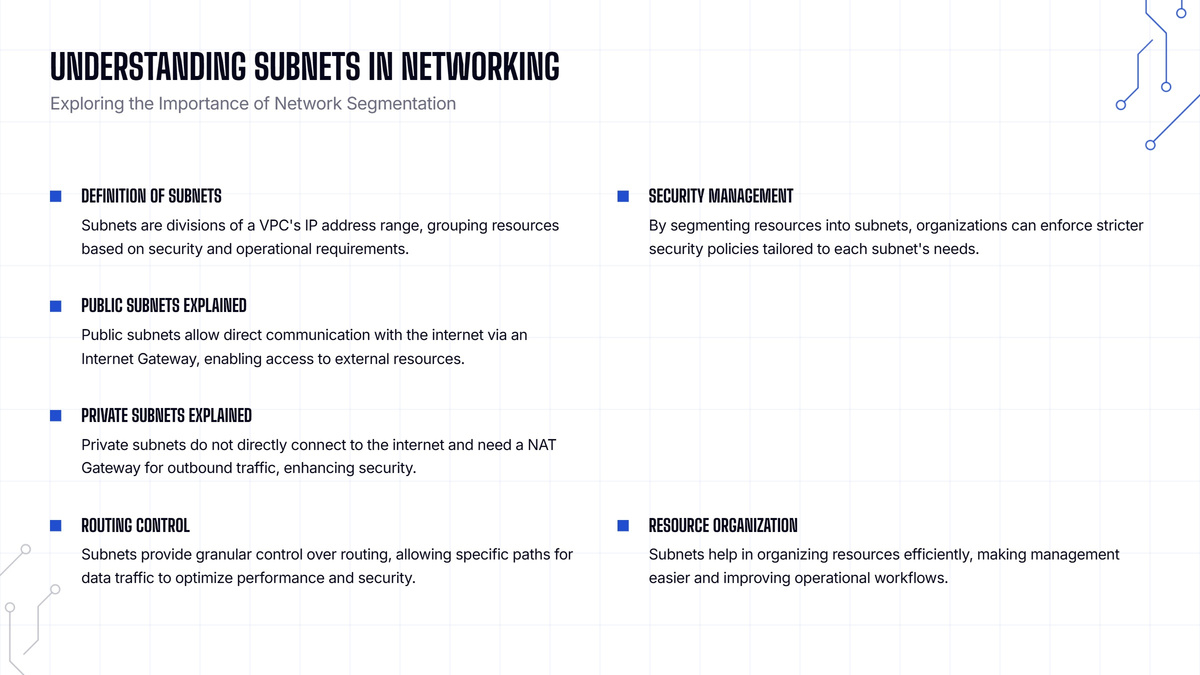 UNDERSTANDING SUBNETS IN NETWORKING
Exploring the Importance of Network Segmentation
DEFINITION OF SUBNETS
Subnets are divisions of a VPC's IP address range, grouping resources
based on security and operational requirements.
PUBLIC SUBNETS EXPLAINED
Public subnets allow direct communication with the internet via an
Internet Gateway, enabling access to external resources.
PRIVATE SUBNETS EXPLAINED
Private subnets do not directly connect to the internet and need a NAT
Gateway for outbound traffic, enhancing security.
ROUTING CONTROL
Subnets provide granular control over routing, allowing specific paths for
data traffic to optimize performance and security.
SECURITY MANAGEMENT
By segmenting resources into subnets, organizations can enforce stricter
security policies tailored to each subnet's needs.
RESOURCE ORGANIZATION
Subnets help in organizing resources efficiently, making management
easier and improving operational workflows.